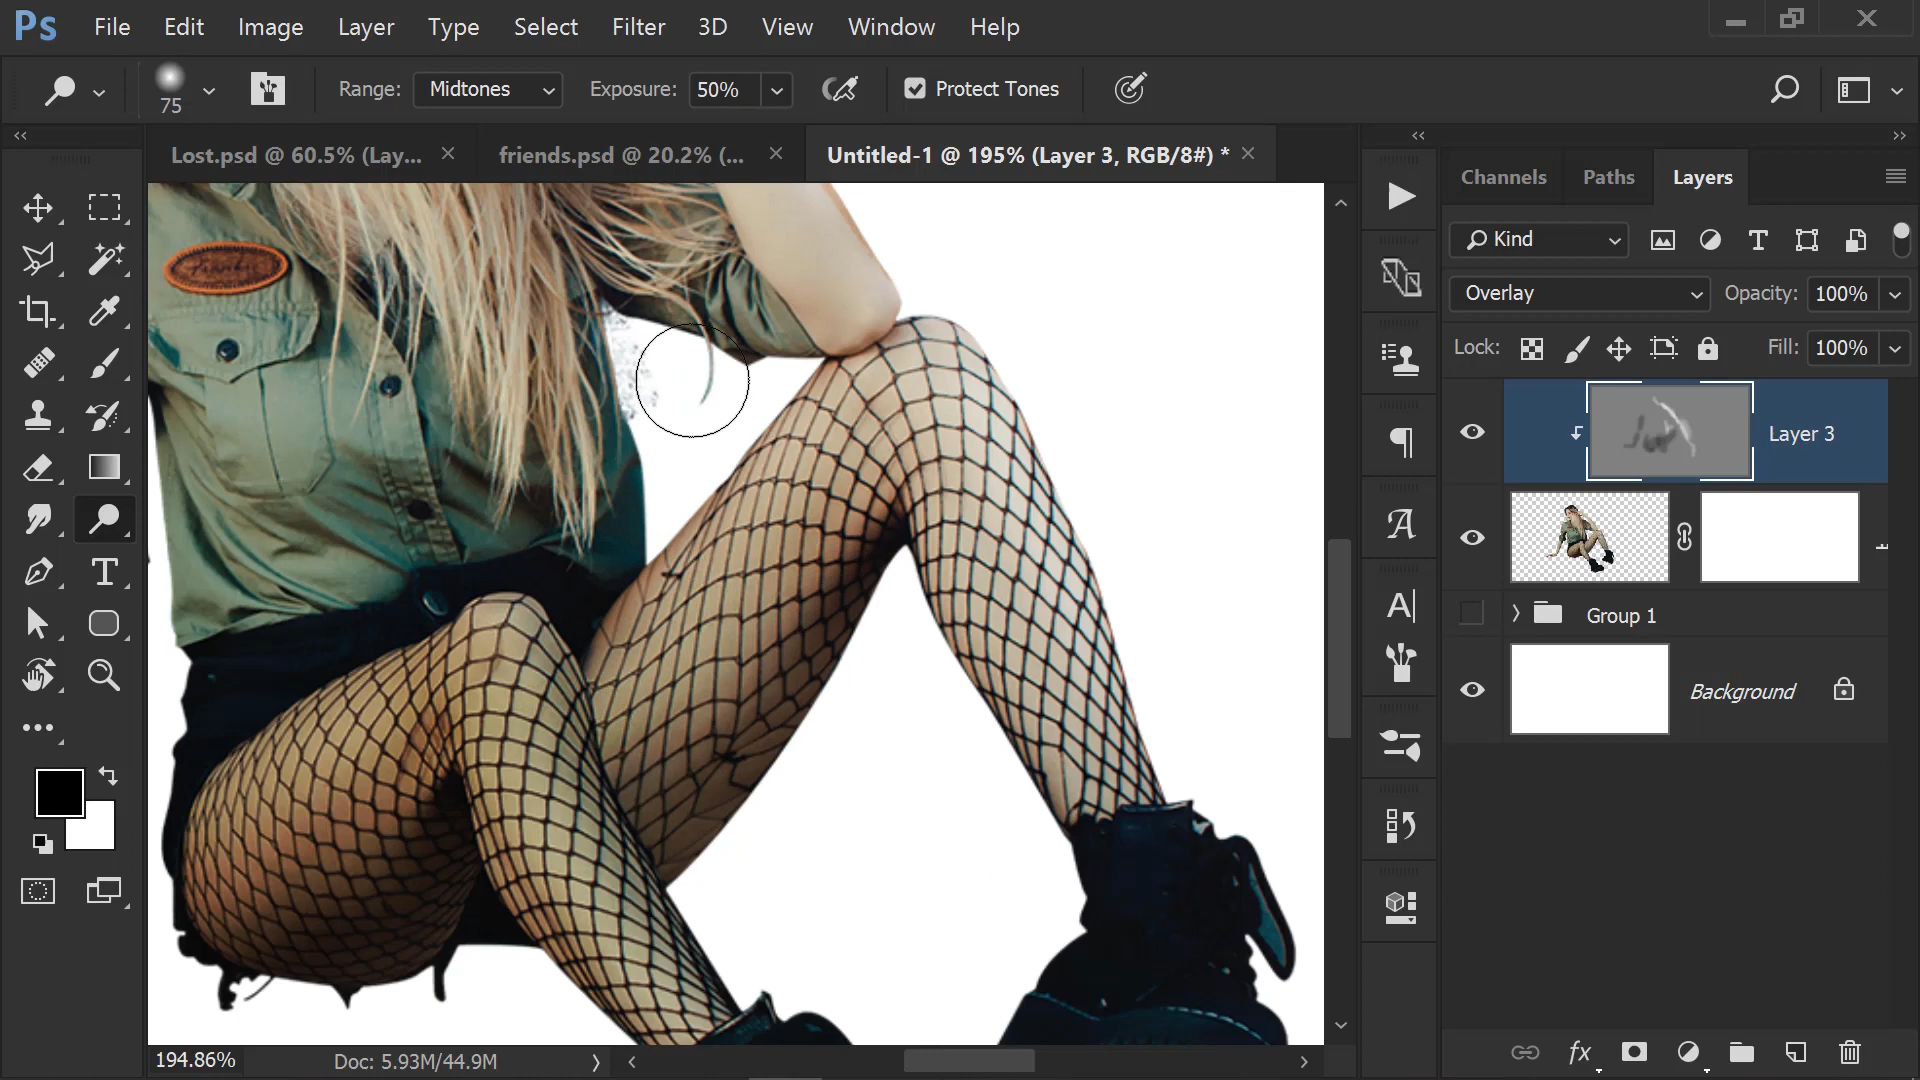 Ps File Edit Image Layer Type Select Filter 3D View Window Help
75 Range: Midtones Exposure: 50% Protect Tones
Lost.psd @ 60.5% (Lay... × friends.psd @ 20.2% (... × Untitled-1 @ 195% (Layer 3, RGB/8#) * ×
Channels Paths Layers
Kind
Overlay Opacity: 100%
Lock: Fill: 100%
Layer 3
Group 1
Background
194.86% Doc: 5.93M/44.9M
fx